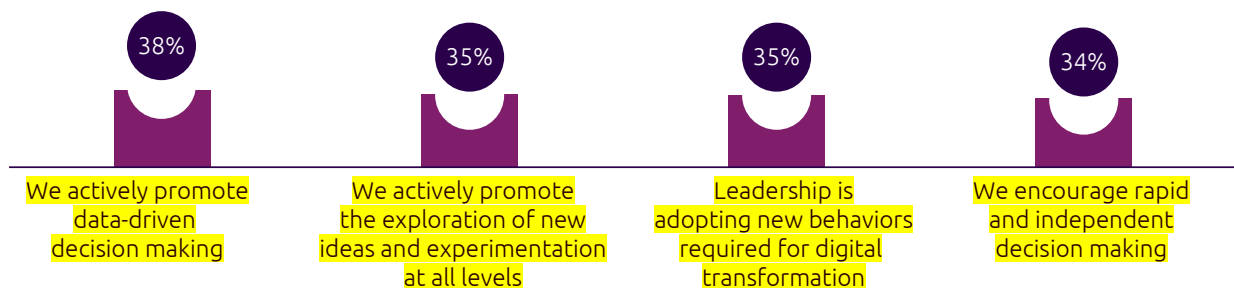 38%
35%
35%
34%
We actively promote
data-driven
decision making
We actively promote
the exploration of new
ideas and experimentation
at all levels
Leadership is
adopting new behaviors
required for digital
transformation
We encourage rapid
and independent
decision making